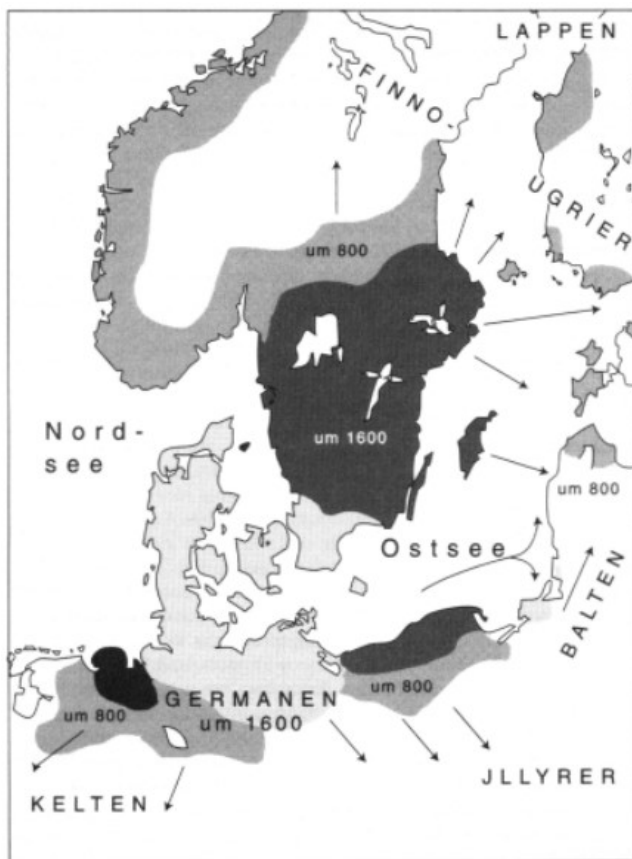 LAPPEN
FINNO-
UGRIER
um 800
Nord-
see
um 1600
um 800
Ostsee
BALTEN
GERMANEN
um 1600
um 800
um 800
KELTEN
JLLYRER